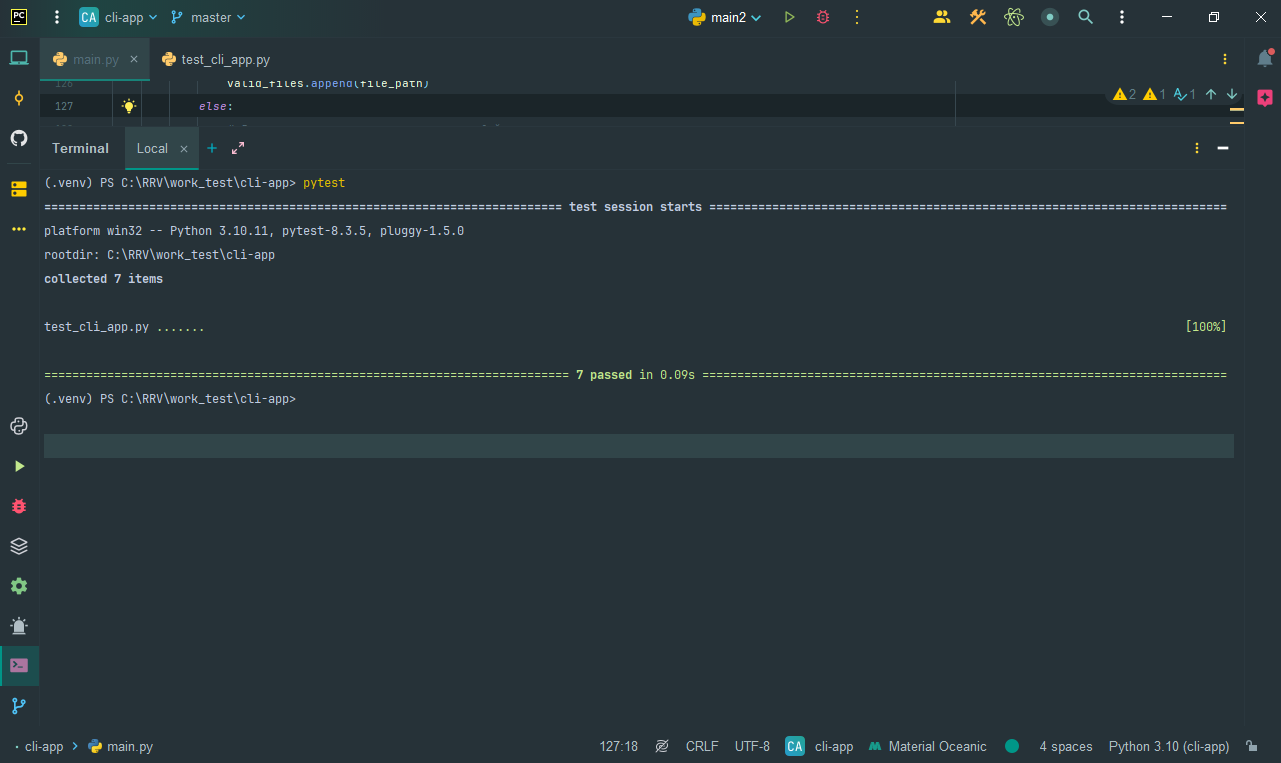 PC CA cli-app master main2
main.py × test_cli_app.py
126 valid_files.append(file_path)
127 else: 2 1 1
Terminal Local × +
(.venv) PS C:\RRV\work_test\cli-app> pytest
========================================================================== test session starts ==========================================================================
platform win32 -- Python 3.10.11, pytest-8.3.5, pluggy-1.5.0
rootdir: C:\RRV\work_test\cli-app
collected 7 items
test_cli_app.py ....... [100%]
=========================================================================== 7 passed in 0.09s ===========================================================================
(.venv) PS C:\RRV\work_test\cli-app>
cli-app > main.py 127:18 CRLF UTF-8 CA cli-app Material Oceanic 4 spaces Python 3.10 (cli-app)